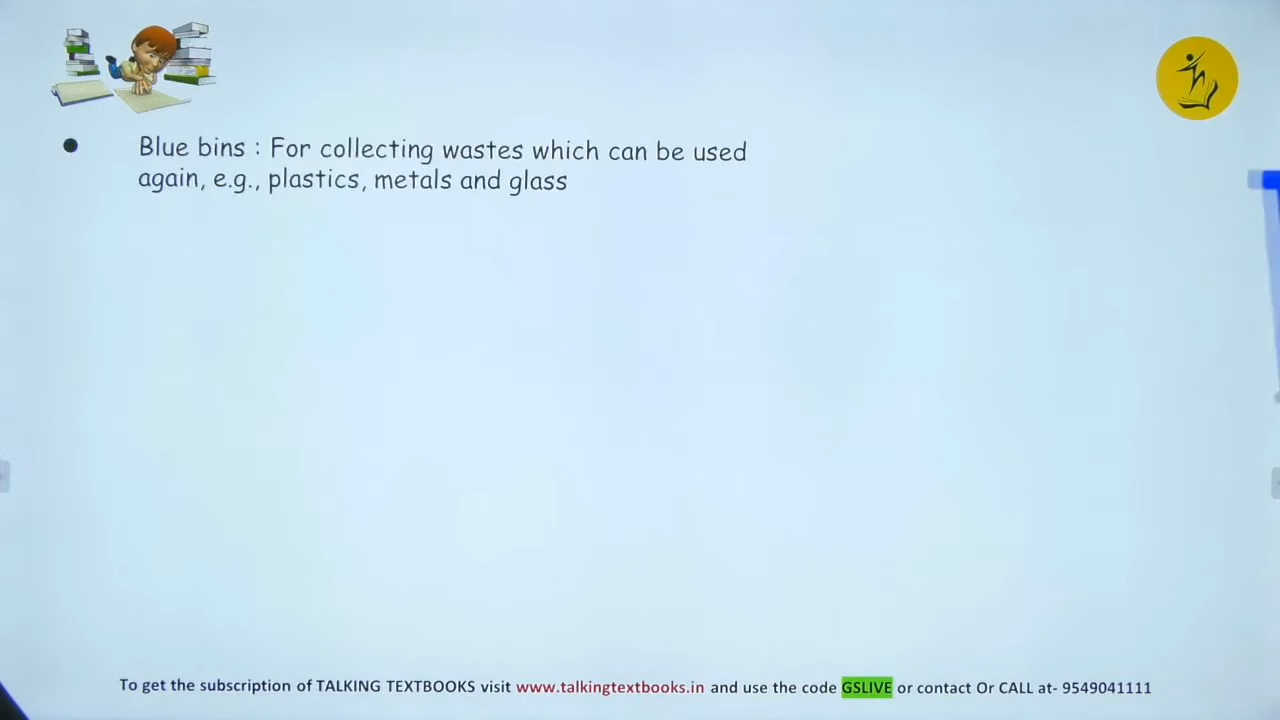 Blue bins : For collecting wastes which can be used
again, e.g., plastics, metals and glass
To get the subscription of TALKING TEXTBOOKS visit www.talkingtextbooks.in and use the code GSLIVE or contact Or CALL at- 9549041111